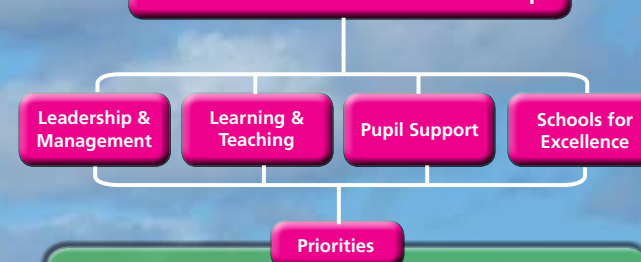 Leadership &
Management
Learning &
Teaching
Pupil Support
Schools for
Excellence
Priorities